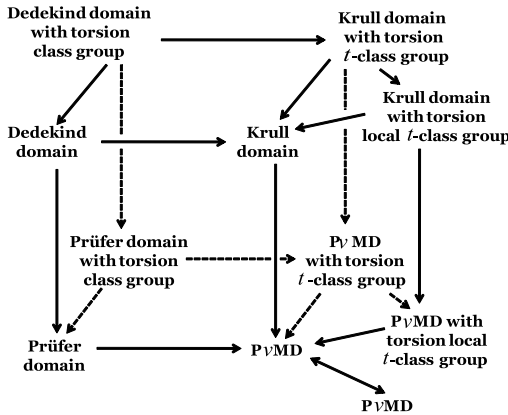 Dedekind domain
with torsion
class group
Krull domain
with torsion
t-class group
Krull domain
with torsion
local t-class group
Dedekind
domain
Krull
domain
Prüfer domain
with torsion
class group
Pv MD
with torsion
t-class group
PvMD with
torsion local
t-class group
Prüfer
domain
PvMD
PvMD